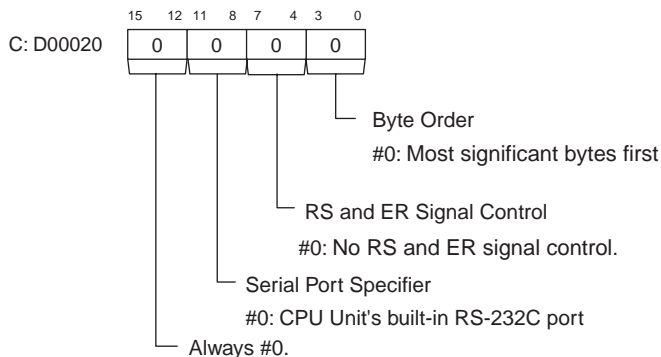 15 12 11 8 7 4 3 0
C: D00020 0 0 0 0
Byte Order
#0: Most significant bytes first
RS and ER Signal Control
#0: No RS and ER signal control.
Serial Port Specifier
#0: CPU Unit's built-in RS-232C port
Always #0.